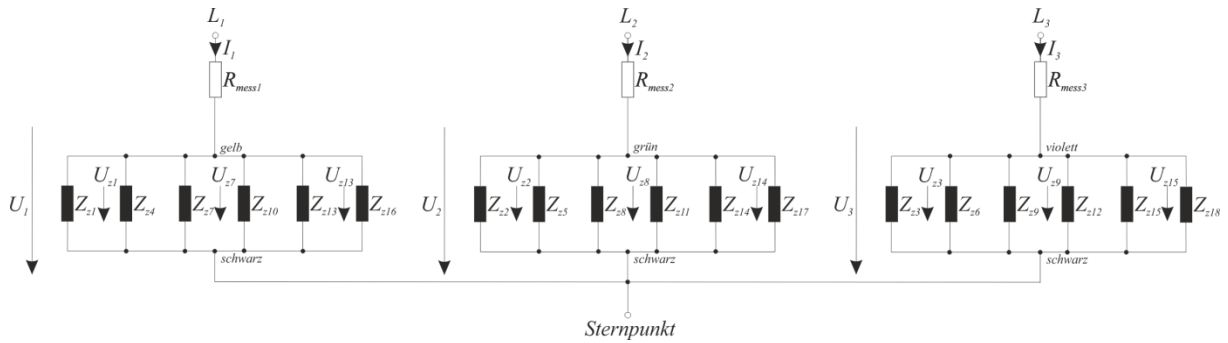 L1 L2 L3
I1 I2 I3
Rmess1 Rmess2 Rmess3
gelb grün violett
Uz1 Uz7 Uz13 Uz2 Uz8 Uz14 Uz3 Uz9 Uz15
U1 Zz1 Zz4 Zz7 Zz10 Zz13 Zz16 U2 Zz2 Zz5 Zz8 Zz11 Zz14 Zz17 U3 Zz3 Zz6 Zz9 Zz12 Zz15 Zz18
schwarz schwarz schwarz
Sternpunkt